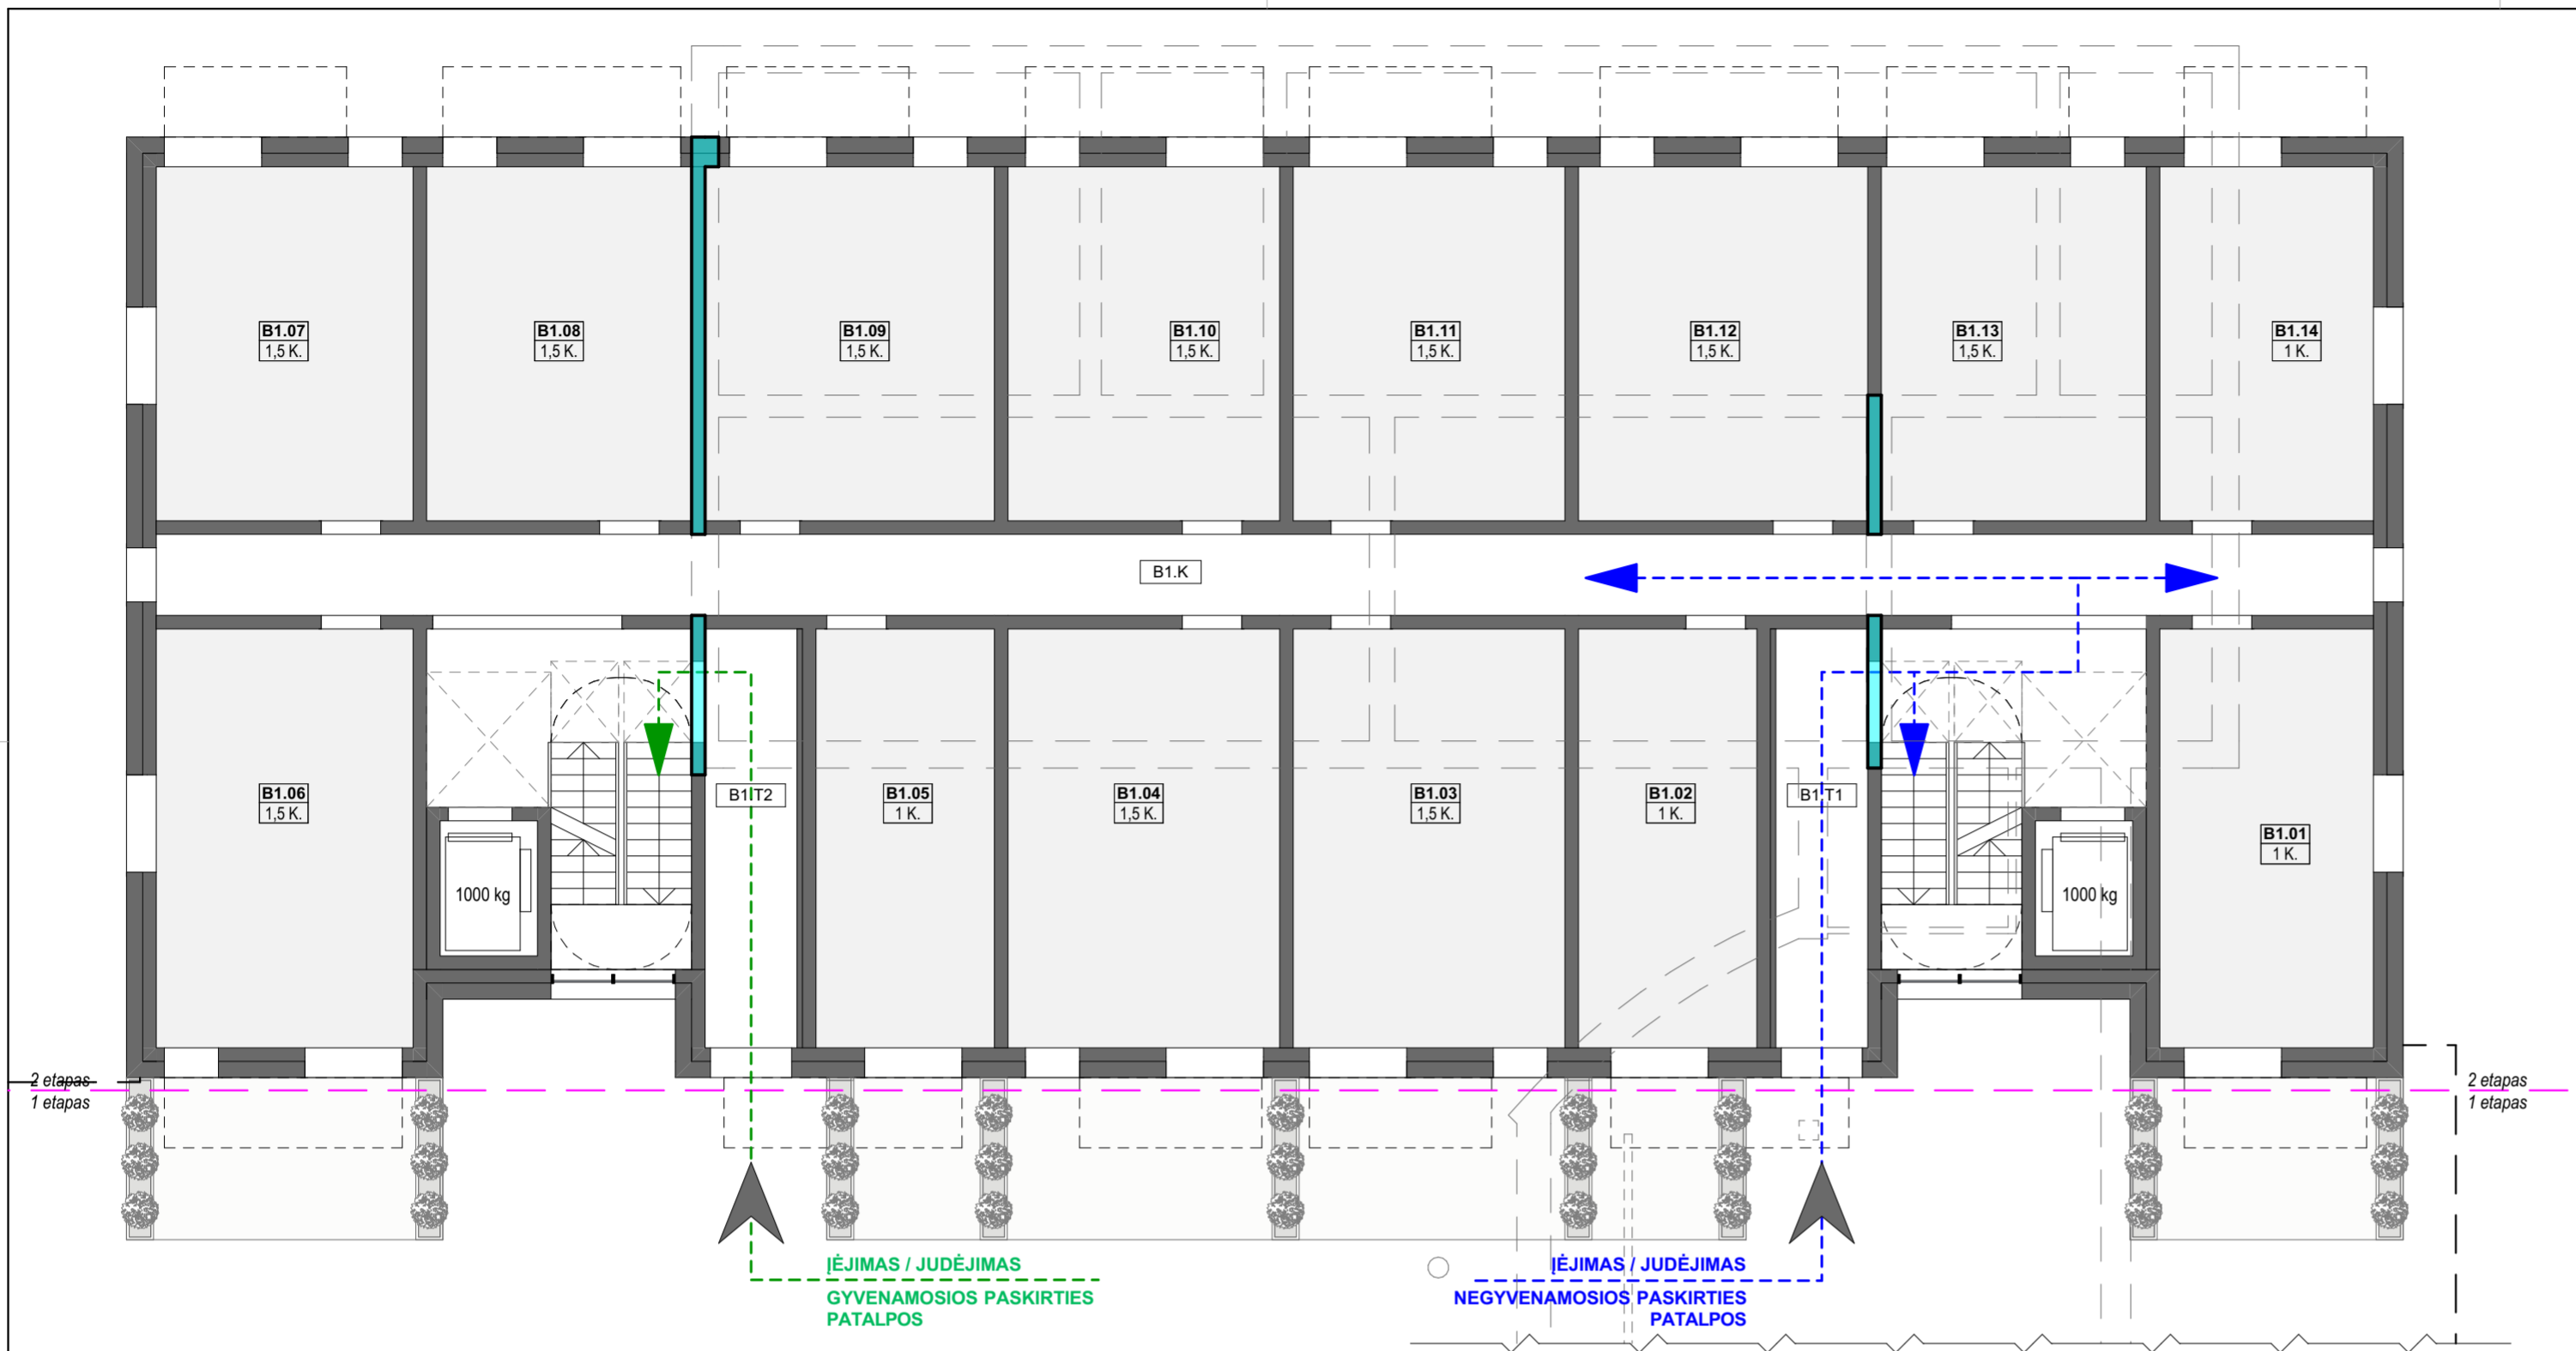 B1.07
1,5 K.
B1.08
1,5 K.
B1.09
1,5 K.
B1.10
1,5 K.
B1.11
1,5 K.
B1.12
1,5 K.
B1.13
1,5 K.
B1.14
1 K.
B1.K
B1.06
1,5 K.
1000 kg
B1.T2
B1.05
1 K.
B1.04
1,5 K.
B1.03
1,5 K.
B1.02
1 K.
B1.T1
1000 kg
B1.01
1 K.
2 etapas
1 etapas
2 etapas
1 etapas
ĮĖJIMAS / JUDĖJIMAS
GYVENAMOSIOS PASKIRTIES
PATALPOS
ĮĖJIMAS / JUDĖJIMAS
NEGYVENAMOSIOS PASKIRTIES
PATALPOS